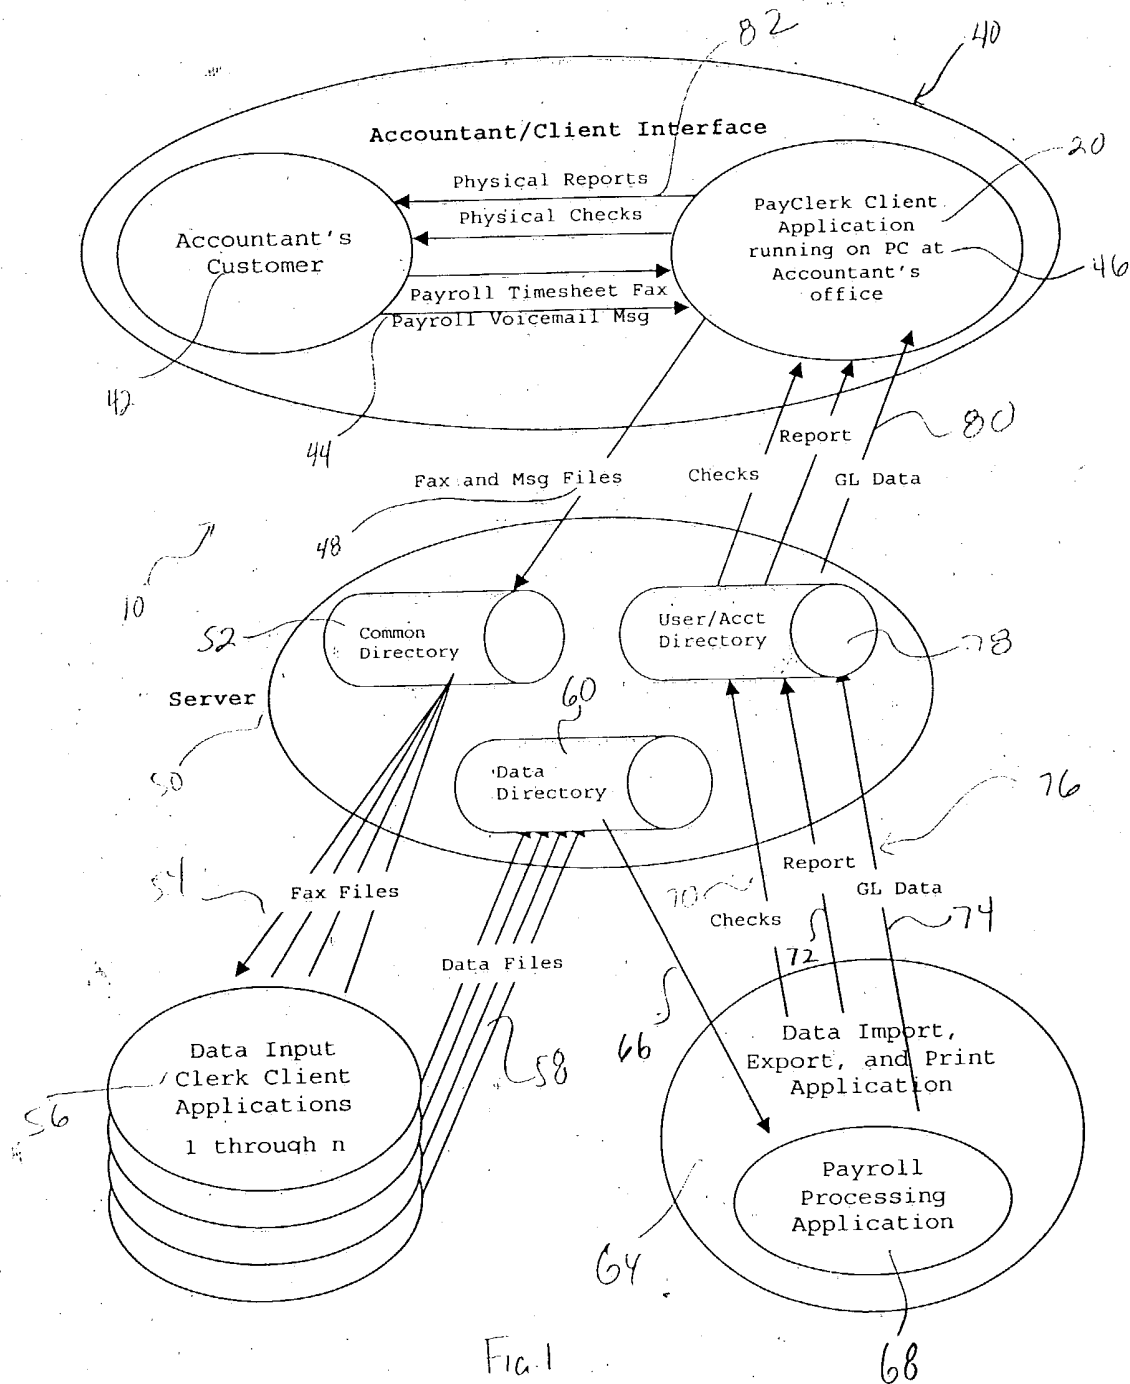 82
40
Accountant/Client Interface
20
Physical Reports
PayClerk Client
Application
running on PC at
Accountant's
office
Physical Checks
Accountant's
Customer
46
Payroll Timesheet Fax
Payroll Voicemail Msg
42
44
80
Report
Fax and Msg Files
Checks
GL Data
48
10
52
Common
Directory
User/Acct
Directory
78
Server
60
50
Data
Directory
76
54
Fax Files
Report
70
GL Data
Checks
74
72
Data Files
66
58
Data Import,
Export, and Print
Application
Data Input
Clerk Client
Applications
1 through n
56
Payroll
Processing
Application
64
68
Fig. 1